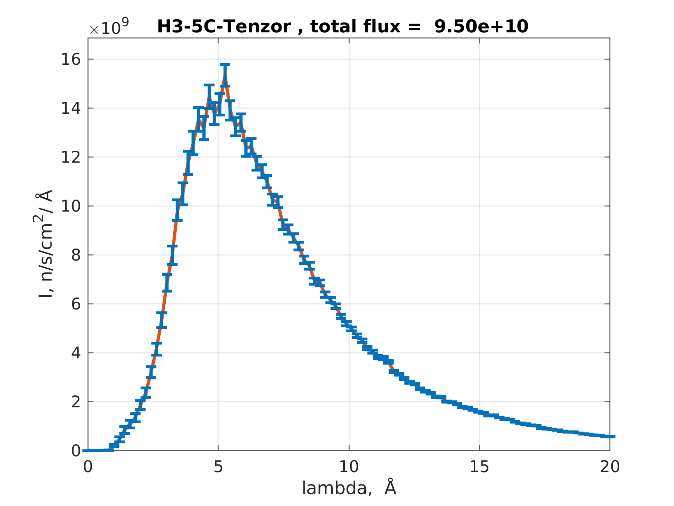 ×10⁹
H3-5C-Tenzor , total flux = 9.50e+10
I, n/s/cm²/ Å
16
14
12
10
8
6
4
2
0
0 5 10 15 20
lambda, Å